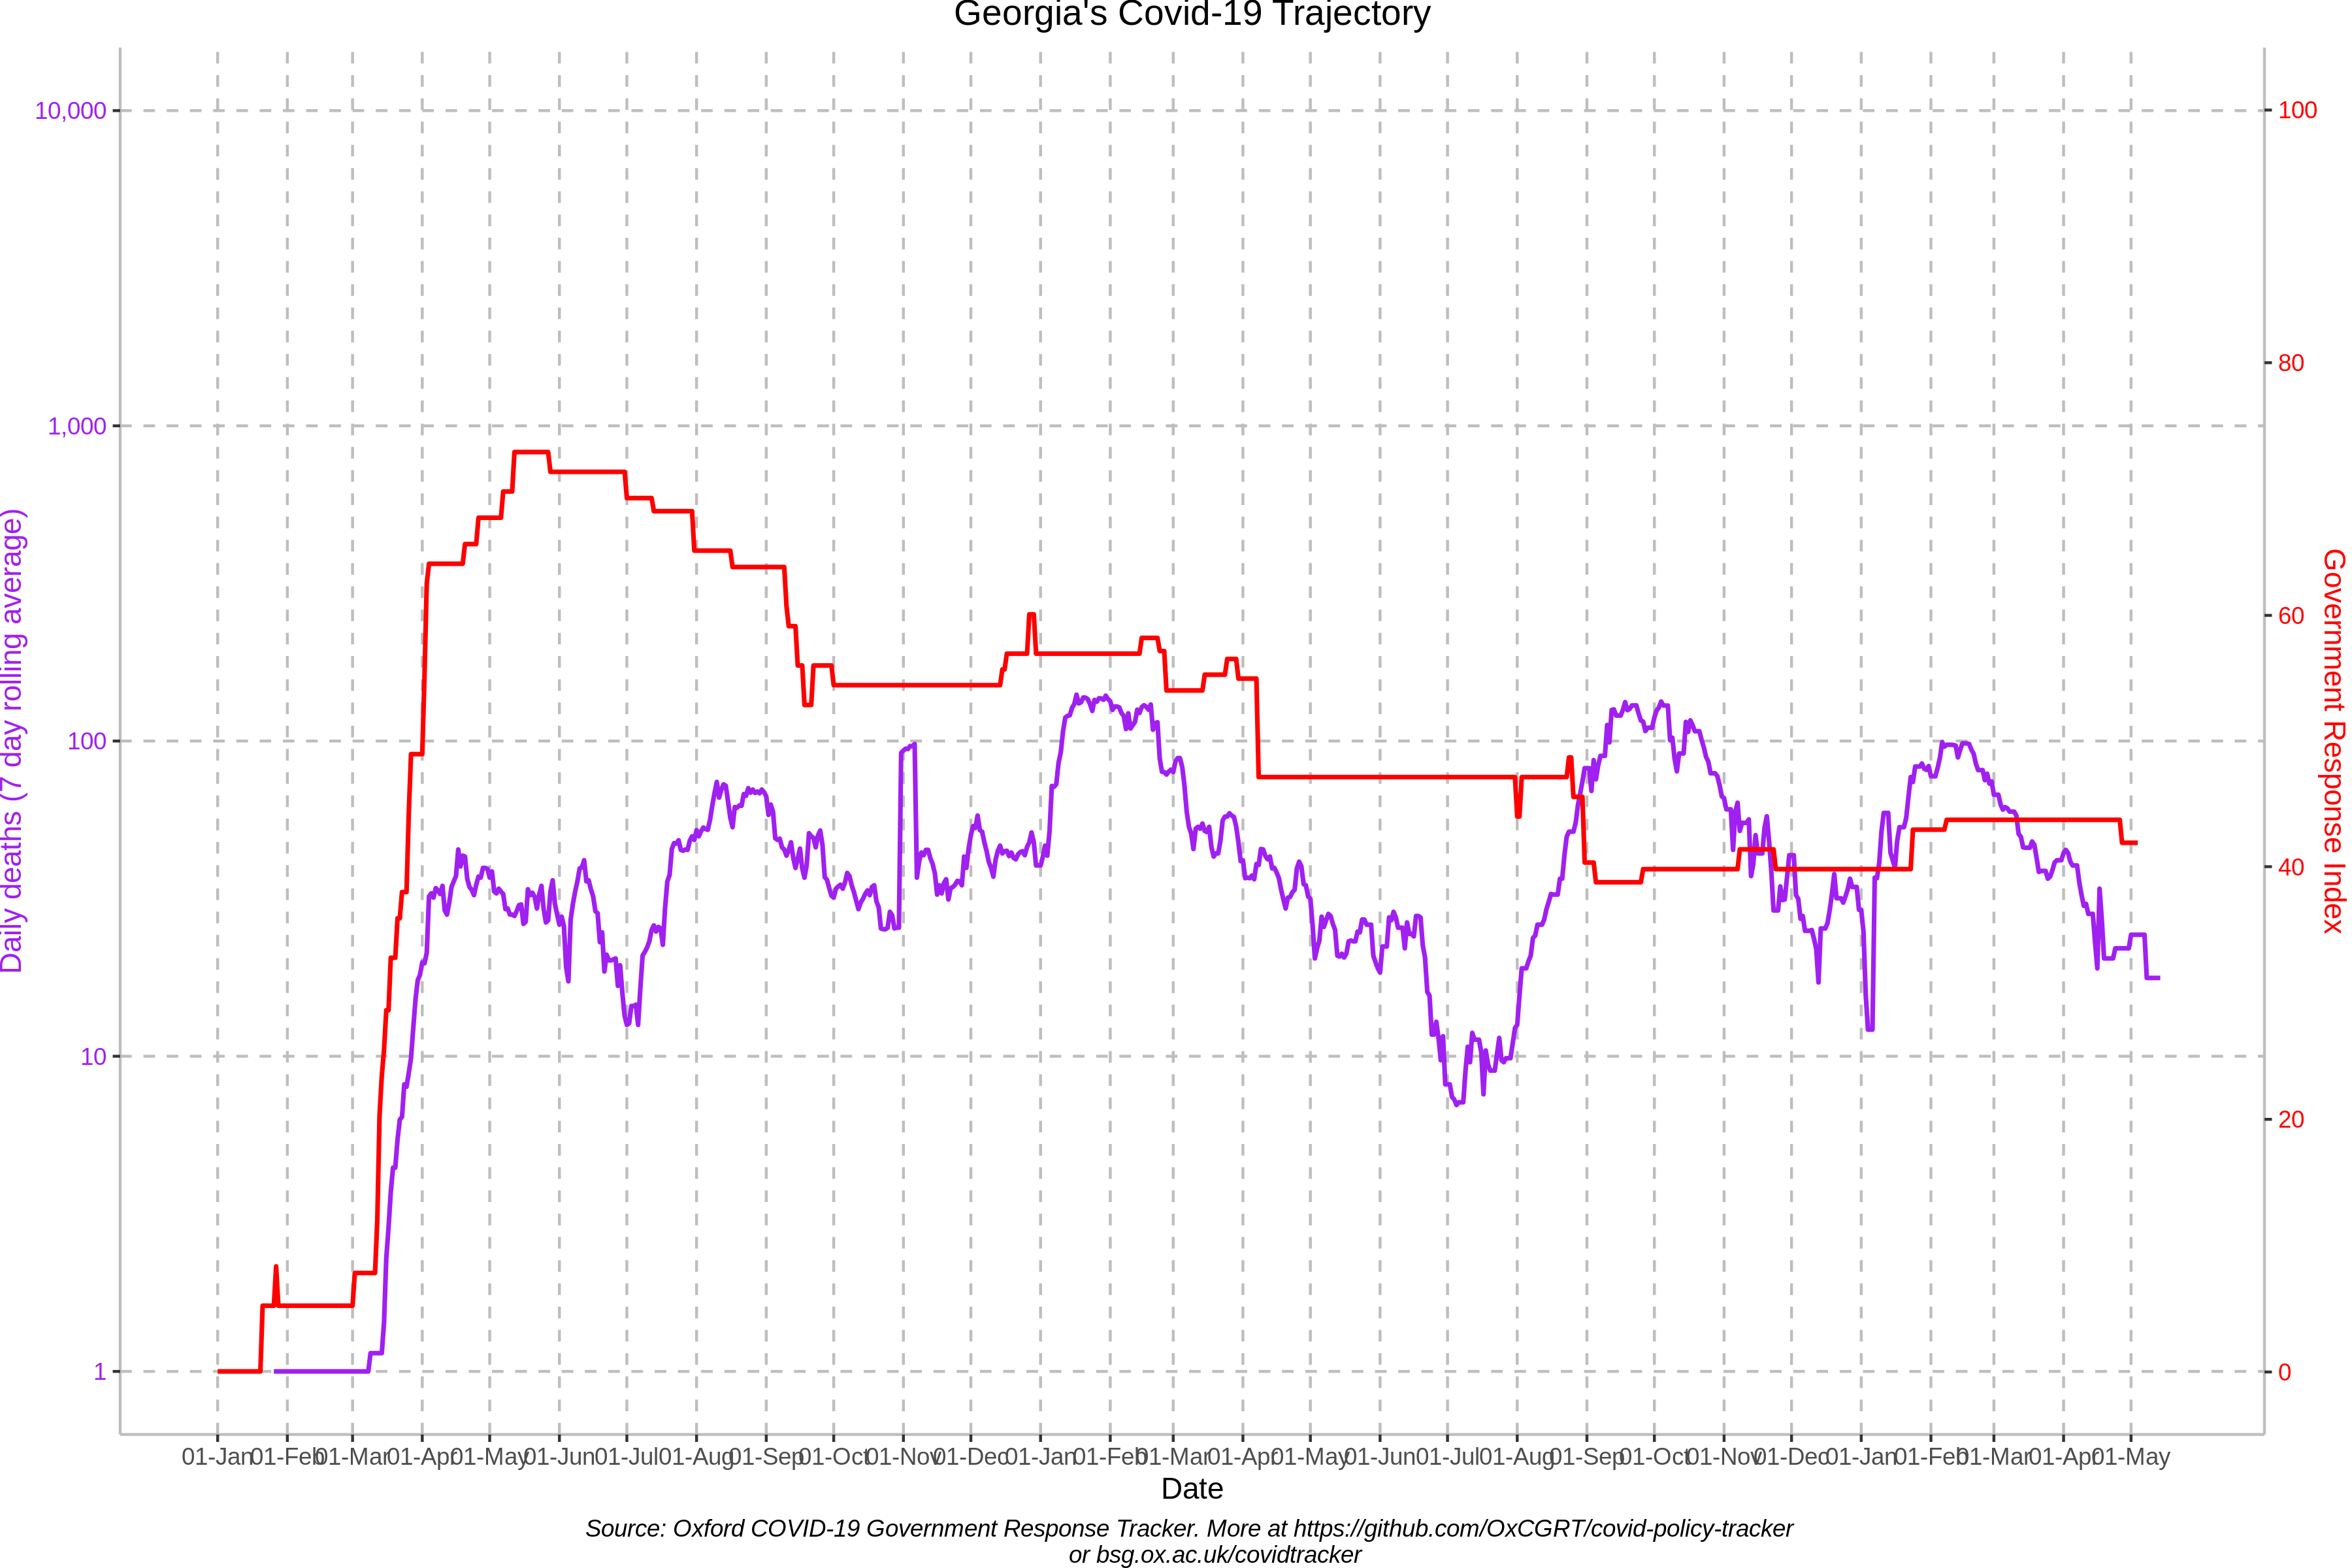 Georgia's Covid-19 Trajectory
10,000
1,000
100
10
1
Daily deaths (7 day rolling average)
100
80
60
40
20
0
Government Response Index
01-Jan 01-Feb 01-Mar 01-Apr 01-May 01-Jun 01-Jul 01-Aug 01-Sep 01-Oct 01-Nov 01-Dec 01-Jan 01-Feb 01-Mar 01-Apr 01-May 01-Jun 01-Jul 01-Aug 01-Sep 01-Oct 01-Nov 01-Dec 01-Jan 01-Feb 01-Mar 01-Apr 01-May
Date
Source: Oxford COVID-19 Government Response Tracker. More at https://github.com/OxCGRT/covid-policy-tracker
or bsg.ox.ac.uk/covidtracker